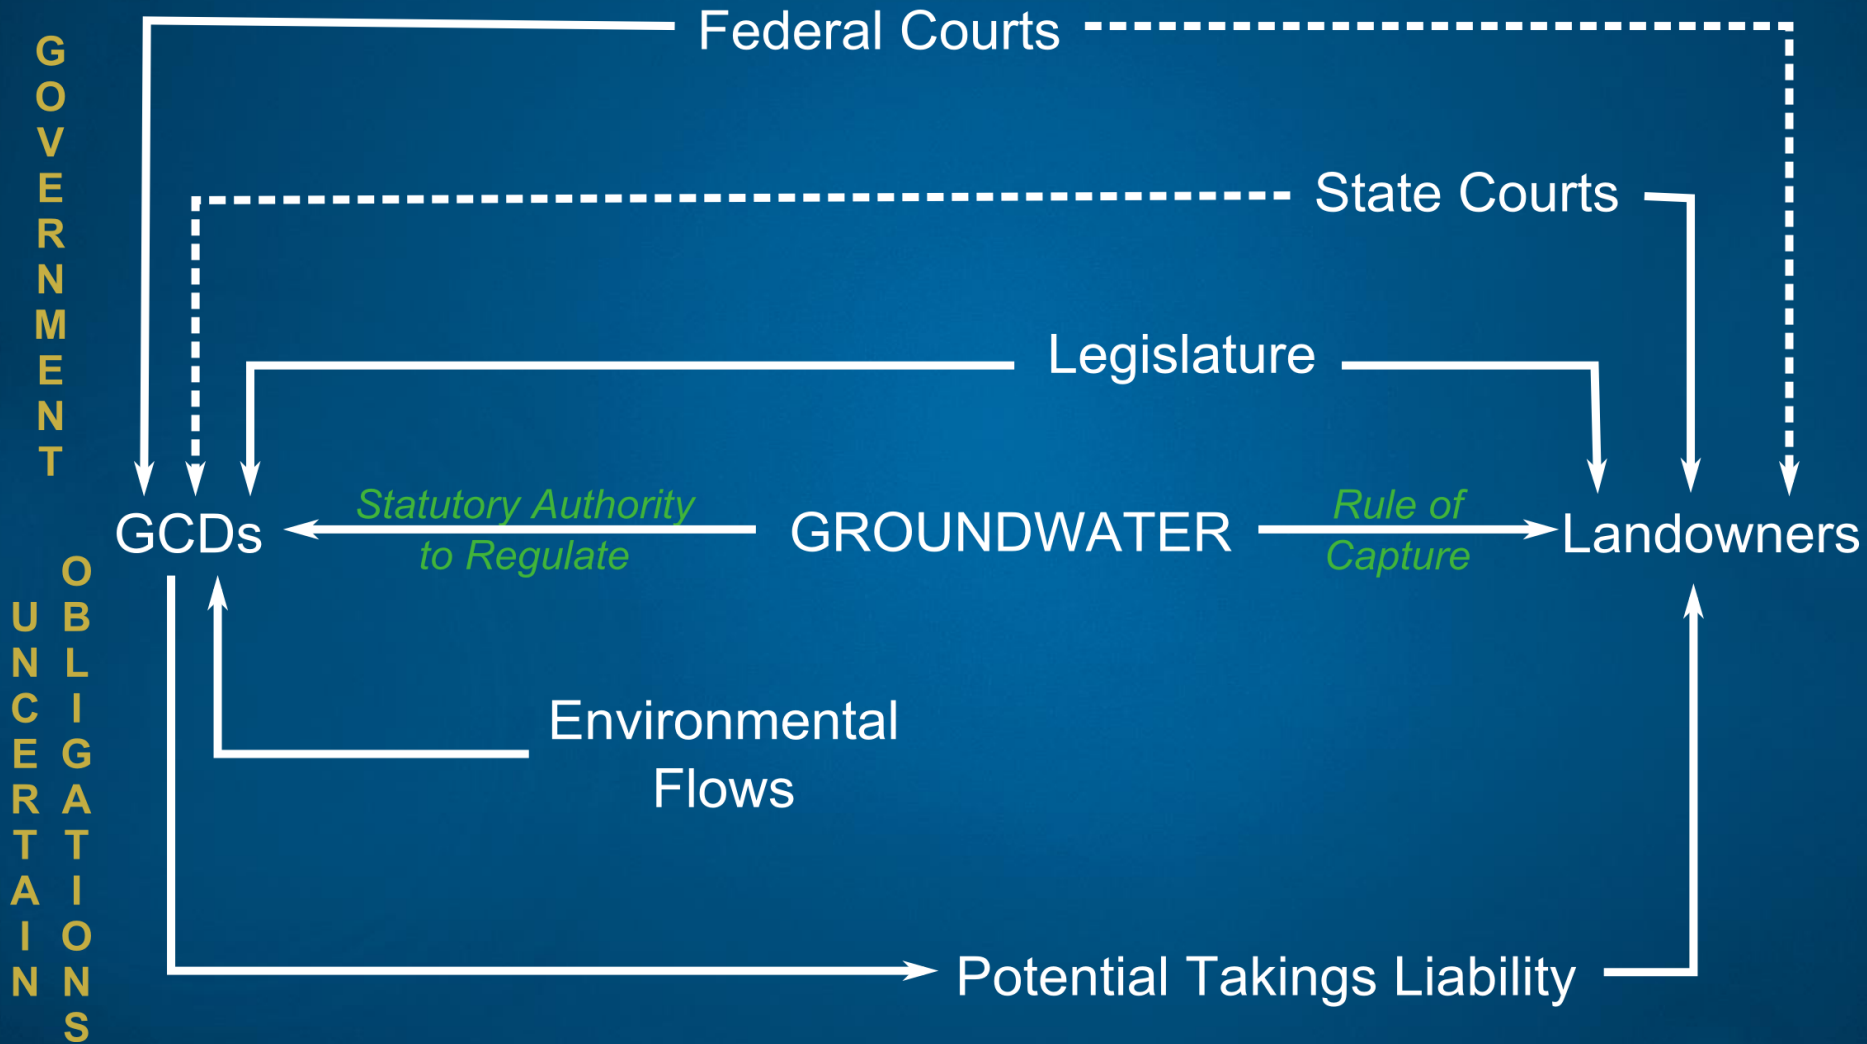 GOVERNMENT
UNCERTAIN
OBLIGATIONS
Federal Courts
State Courts
Legislature
GCDs
Statutory Authority
to Regulate
GROUNDWATER
Rule of
Capture
Landowners
Environmental
Flows
Potential Takings Liability